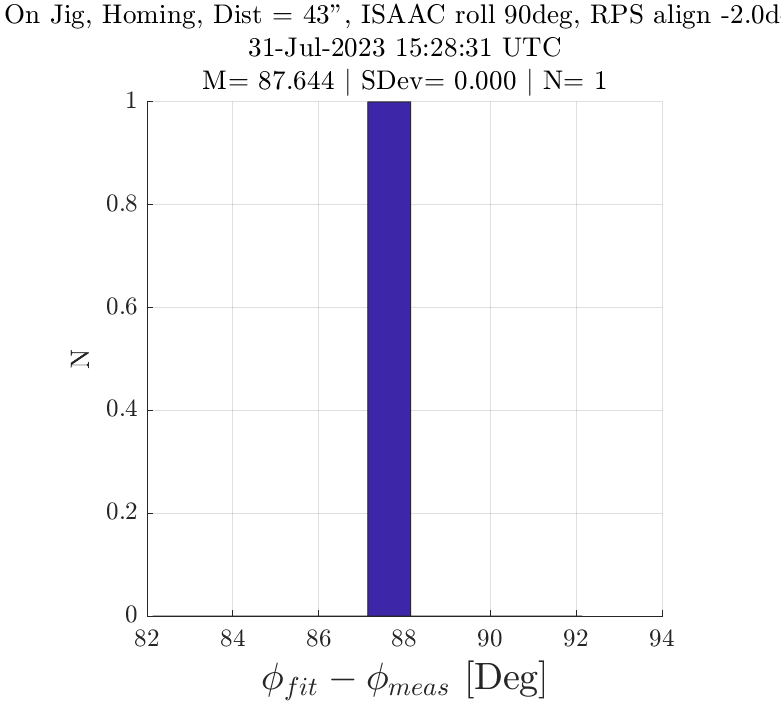 On Jig, Homing, Dist = 43", ISAAC roll 90deg, RPS align -2.0d
31-Jul-2023 15:28:31 UTC
M= 87.644 | SDev= 0.000 | N= 1
1
0.8
0.6
0.4
0.2
0
N
82 84 86 88 90 92 94
ϕ_fit − ϕ_meas [Deg]